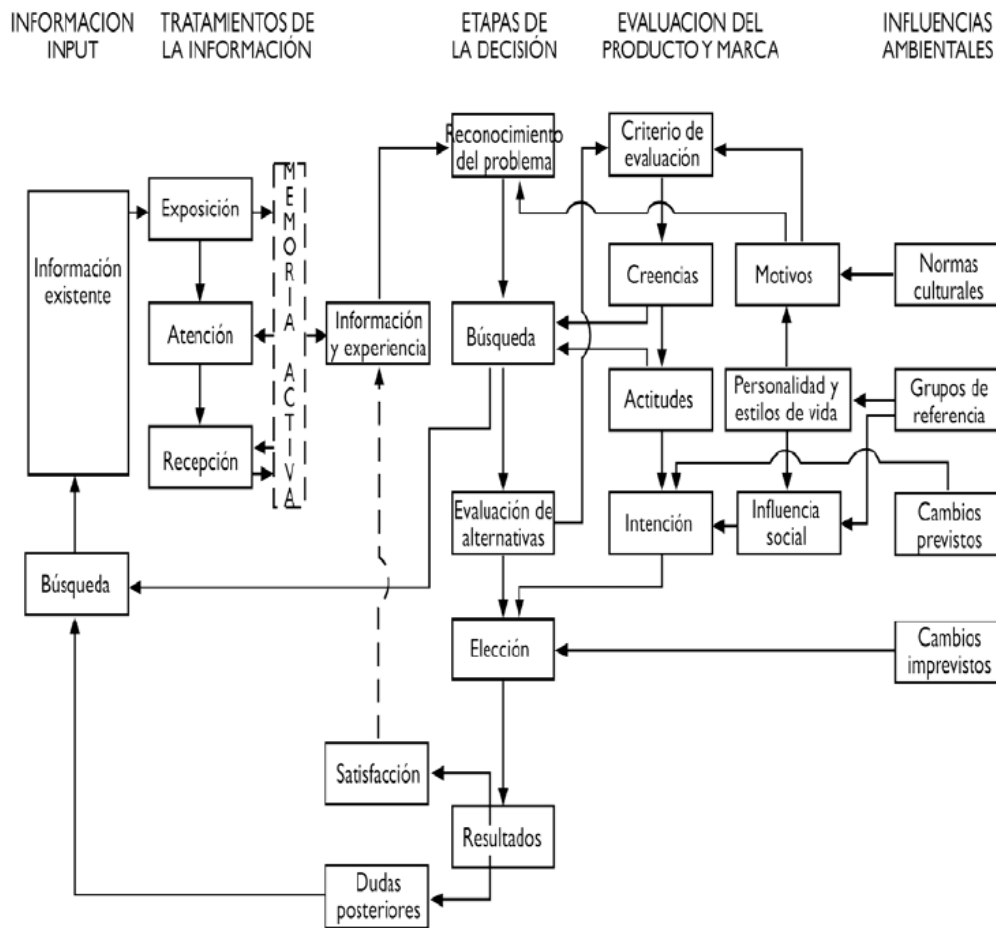 INFORMACION
INPUT
TRATAMIENTOS DE
LA INFORMACIÓN
ETAPAS DE
LA DECISIÓN
EVALUACION DEL
PRODUCTO Y MARCA
INFLUENCIAS
AMBIENTALES
Reconocimiento
del problema
Criterio de
evaluación
Exposición
MEMORIA ACTIVA
Información
existente
Creencias
Motivos
Normas
culturales
Atención
Información
y experiencia
Búsqueda
Actitudes
Personalidad y
estilos de vida
Grupos de
referencia
Recepción
Evaluación de
alternativas
Intención
Influencia
social
Cambios
previstos
Búsqueda
Elección
Cambios
imprevistos
Satisfacción
Resultados
Dudas
posteriores